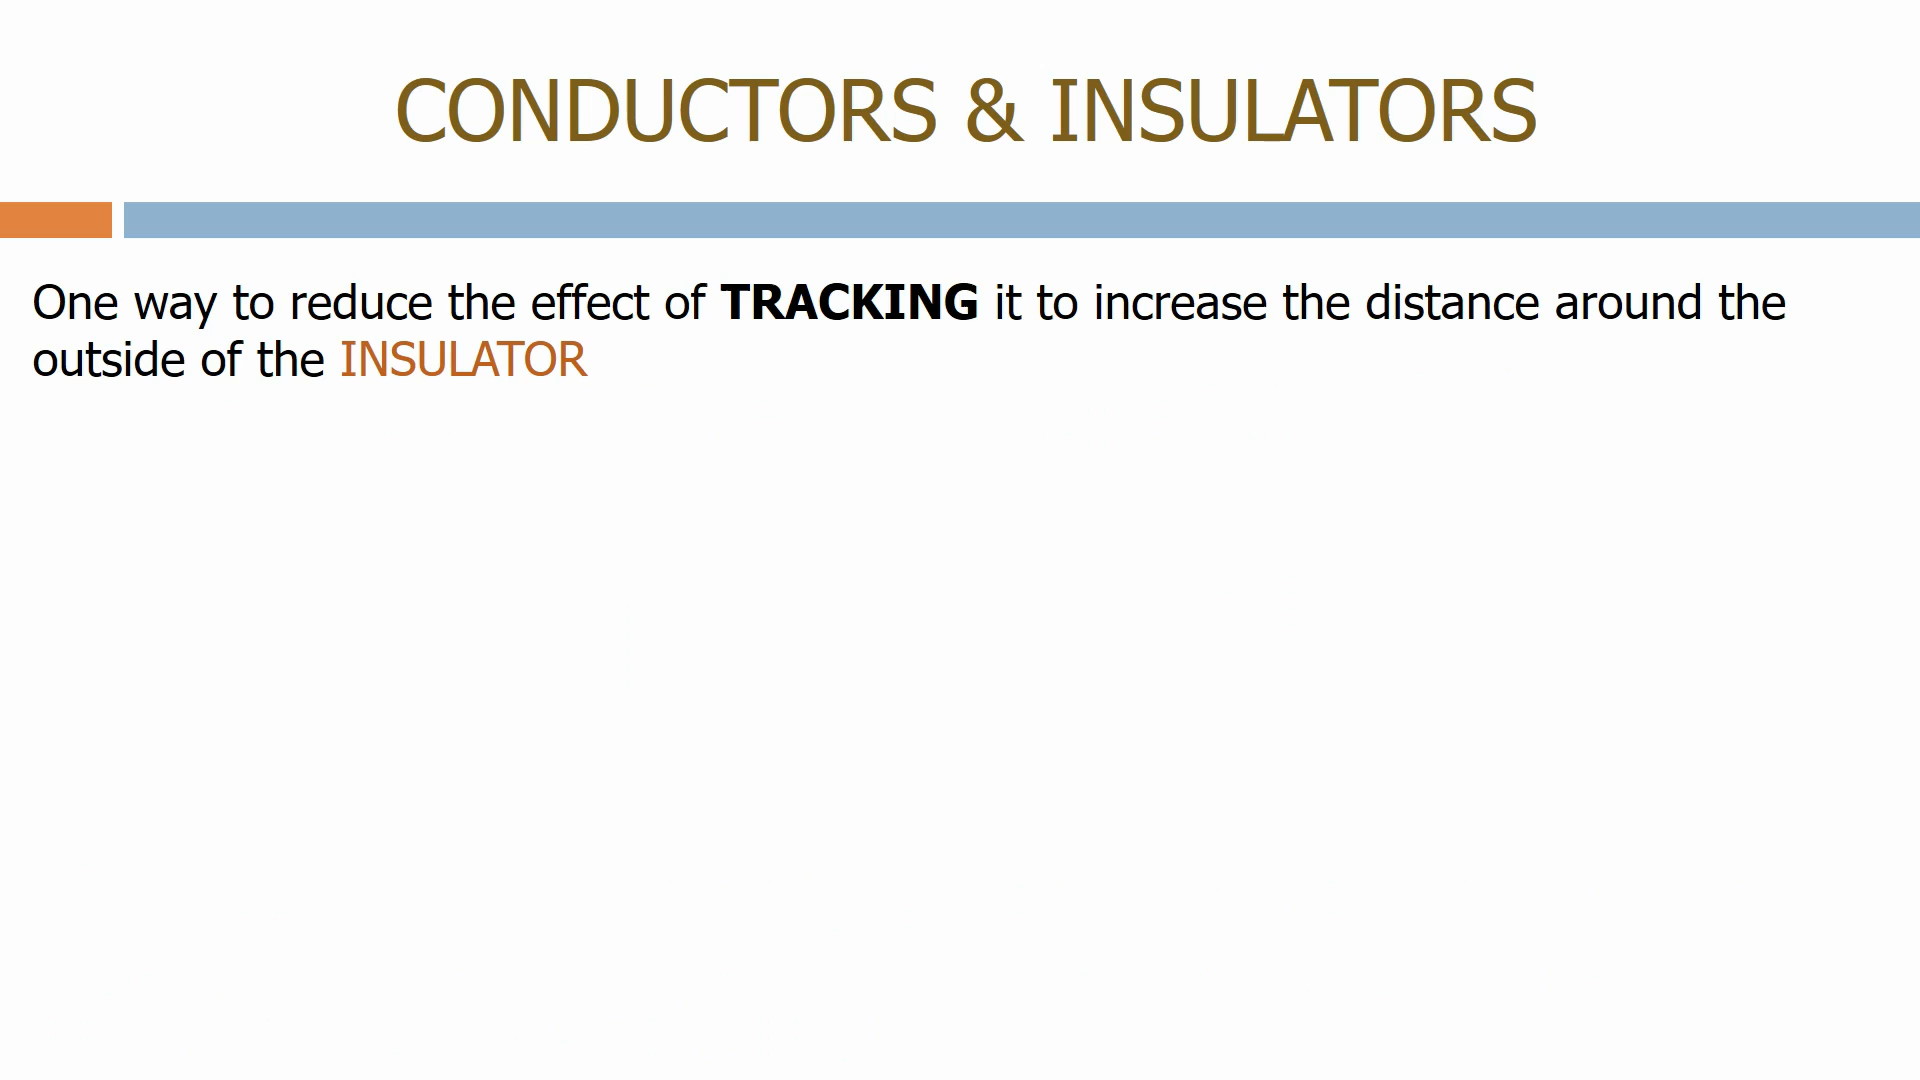 CONDUCTORS & INSULATORS
One way to reduce the effect of TRACKING it to increase the distance around the
outside of the INSULATOR